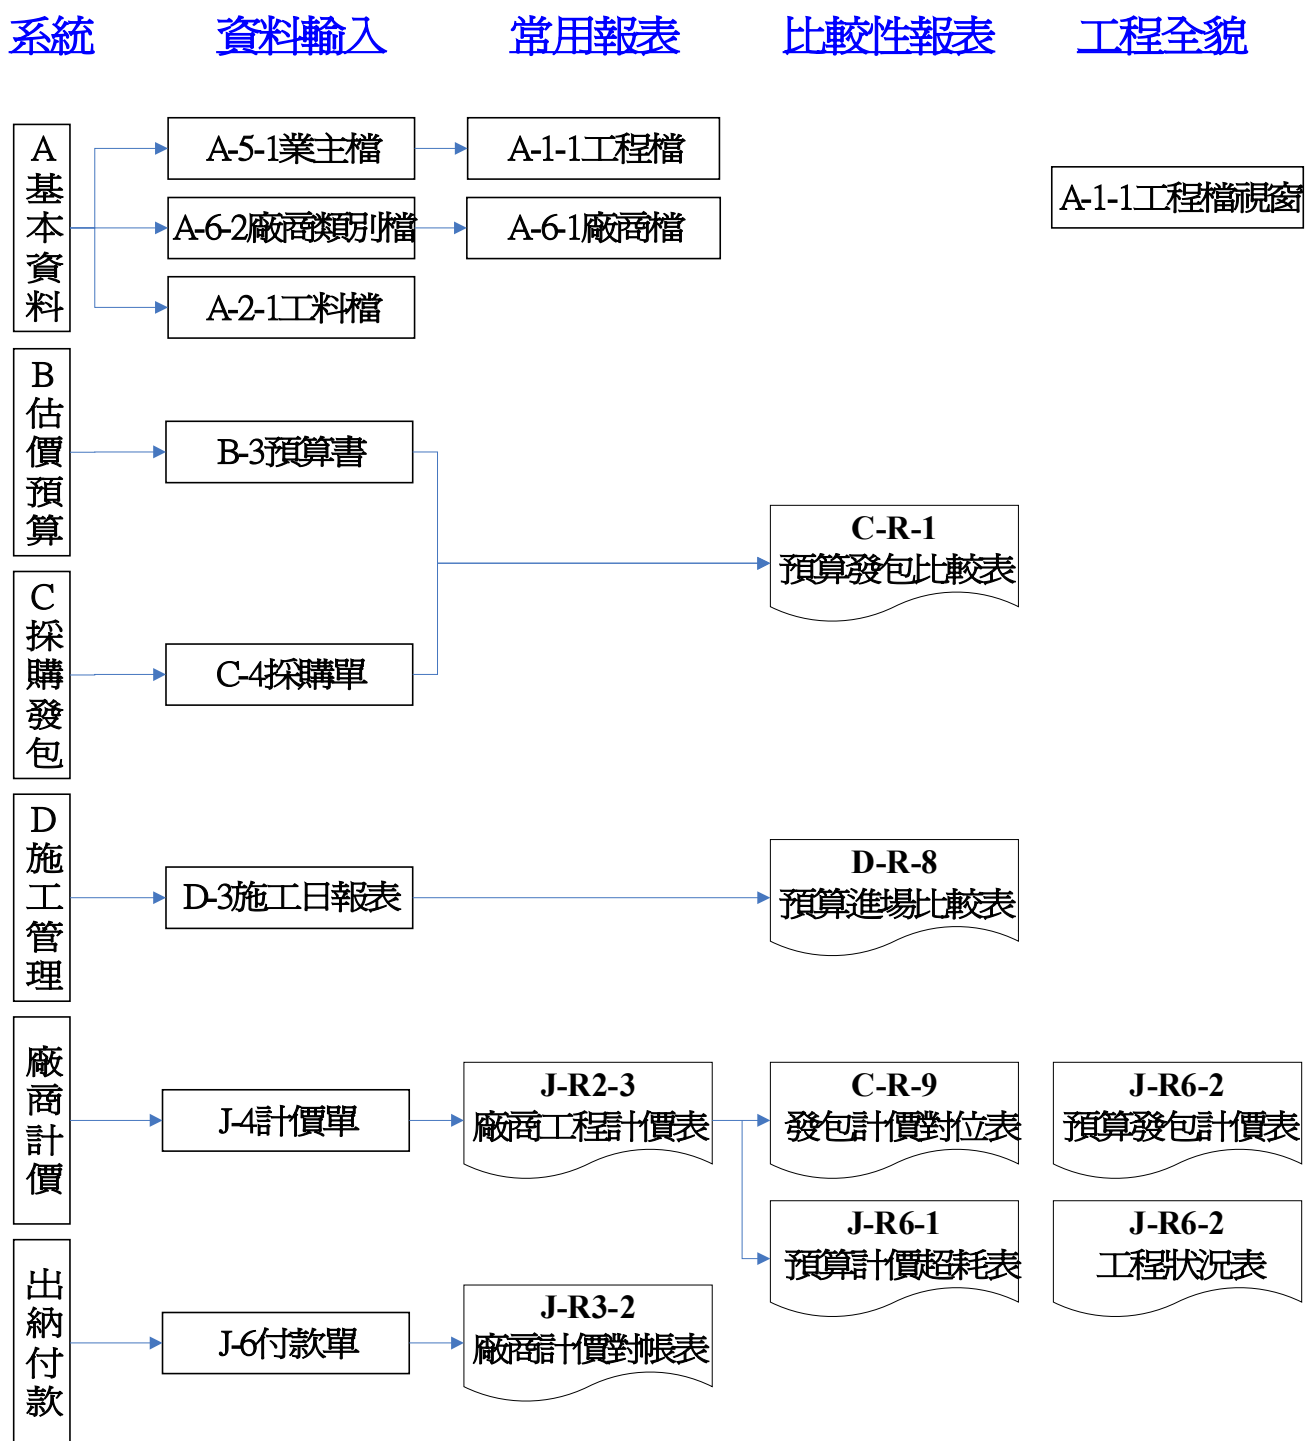 系統
資料輸入
常用報表
比較性報表
工程全貌
A基本資料
A-5-1業主檔
A-1-1工程檔
A-1-1工程檔視窗
A-6-2廠商類別檔
A-6-1廠商檔
A-2-1工料檔
B估價預算
B-3預算書
C-R-1
預算發包比較表
C採購發包
C-4採購單
D施工管理
D-3施工日報表
D-R-8
預算進場比較表
廠商計價
J-4計價單
J-R2-3
廠商工程計價表
C-R-9
發包計價對位表
J-R6-2
預算發包計價表
J-R6-1
預算計價超耗表
J-R6-2
工程狀況表
出納付款
J-6付款單
J-R3-2
廠商計價對帳表